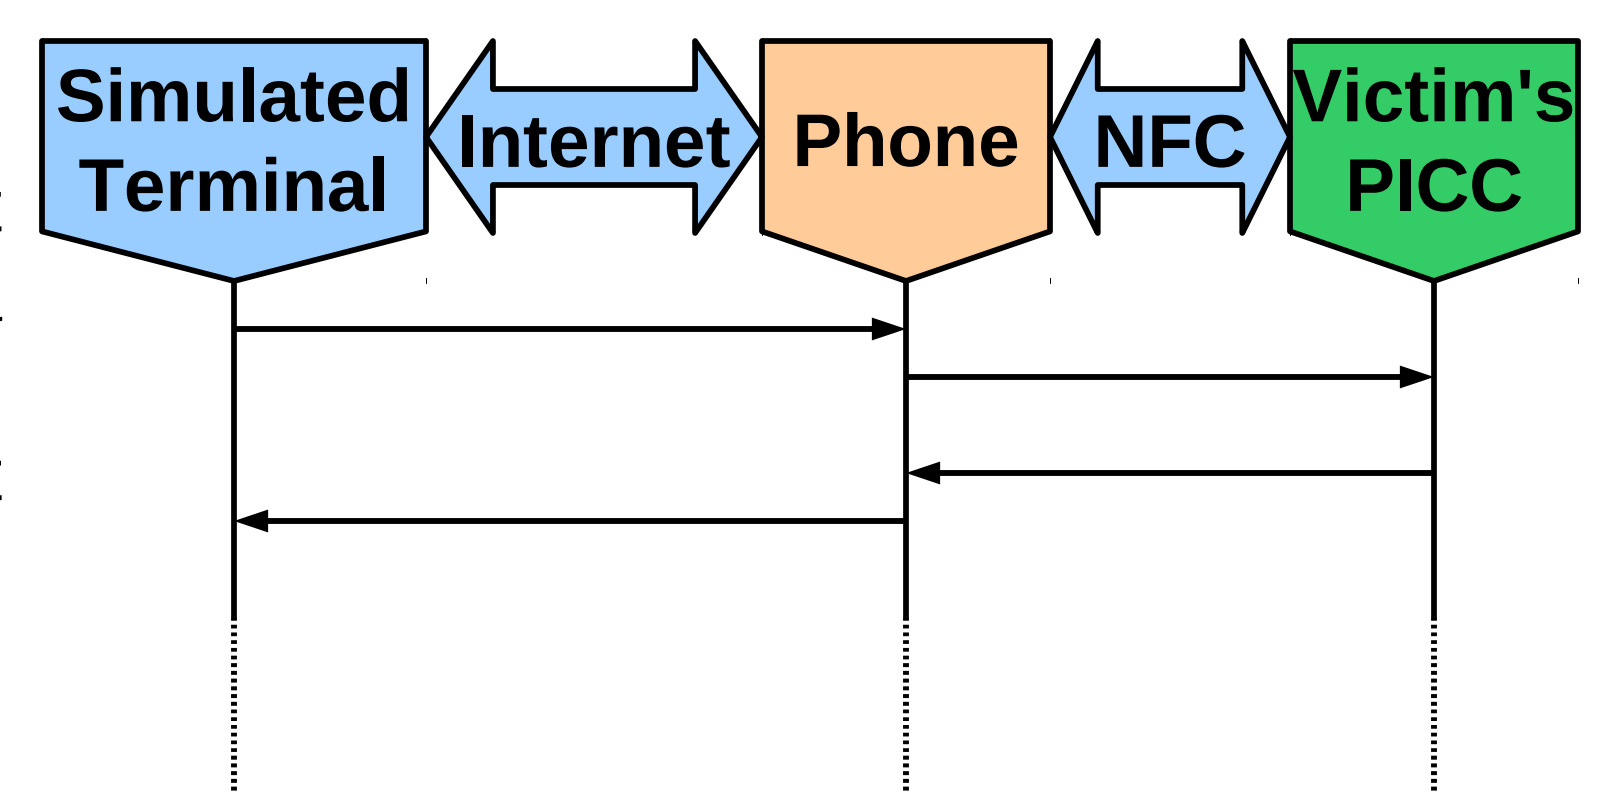 Simulated
Terminal
Internet
Phone
NFC
Victim's
PICC